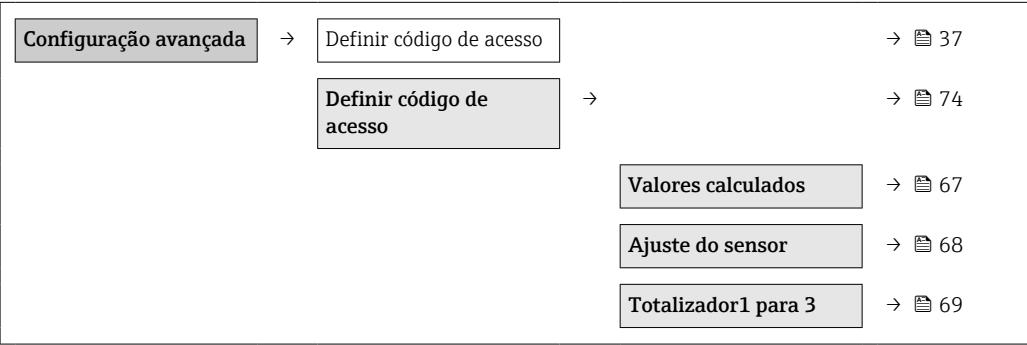 Configuração avançada → Definir código de acesso → 37
Definir código de → → 74
acesso
Valores calculados → 67
Ajuste do sensor → 68
Totalizador1 para 3 → 69